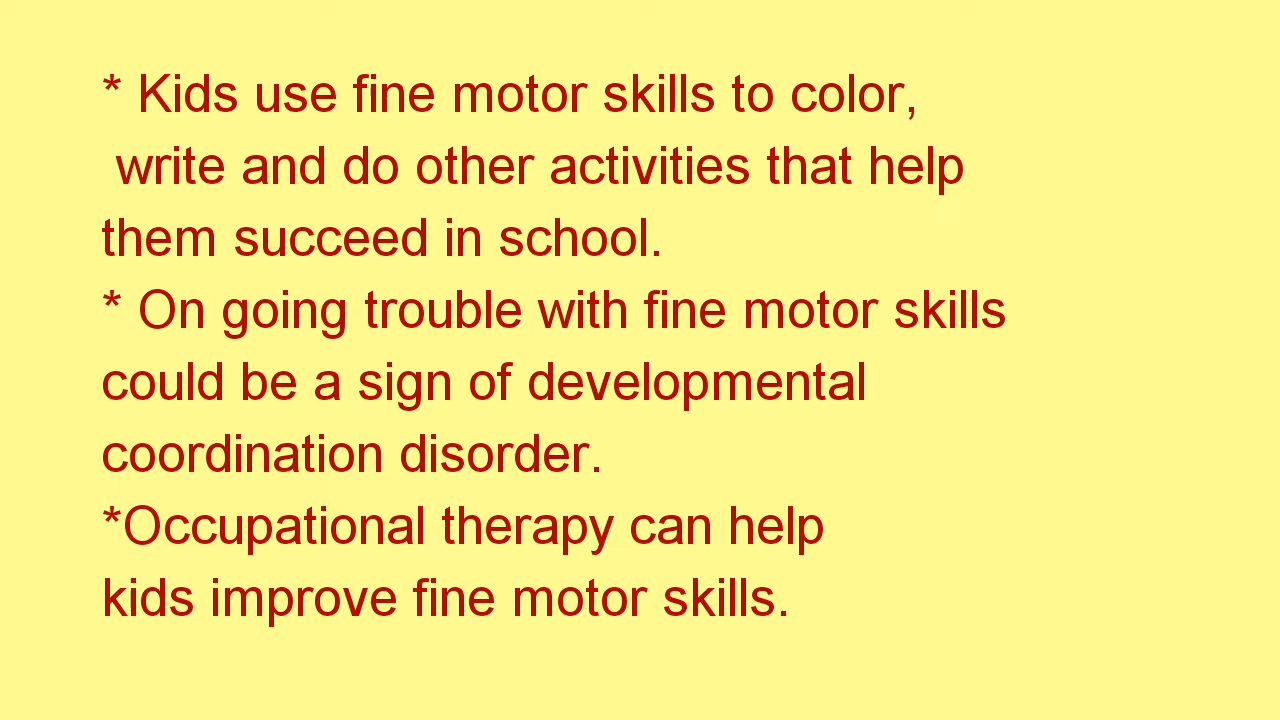 * Kids use fine motor skills to color,
write and do other activities that help
them succeed in school.
* On going trouble with fine motor skills
could be a sign of developmental
coordination disorder.
*Occupational therapy can help
kids improve fine motor skills.